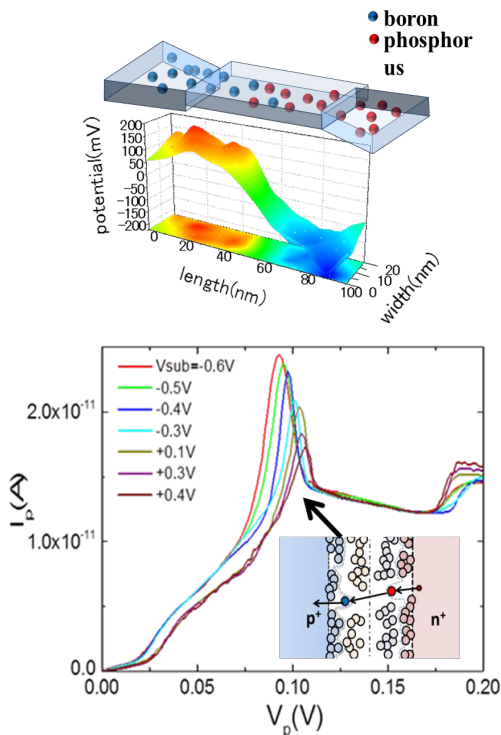 boron
phosphor
us
potential(mV)
200
150
100
50
0
-50
-100
-150
-200
0
20
40
60
80
100
length(nm)
0
20
width(nm)
Vsub=-0.6V
-0.5V
-0.4V
-0.3V
+0.1V
+0.3V
+0.4V
Ip(A)
2.0x10⁻¹¹
1.0x10⁻¹¹
0.0
p⁺
n⁺
0.00
0.05
0.10
0.15
0.20
Vp(V)